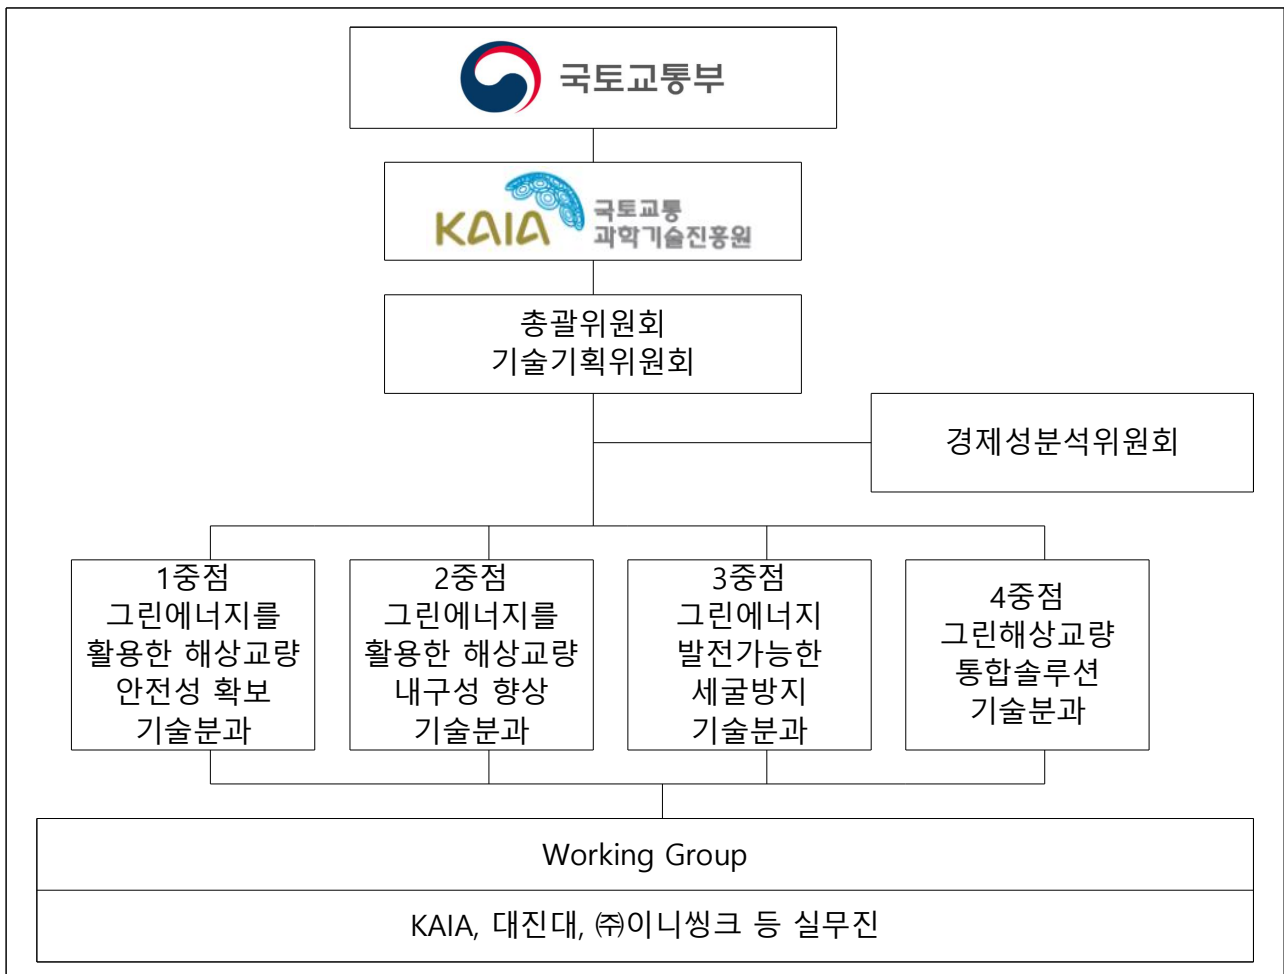 국토교통부
KAIA 국토교통
과학기술진흥원
총괄위원회
기술기획위원회
경제성분석위원회
1중점
그린에너지를
활용한 해상교량
안전성 확보
기술분과
2중점
그린에너지를
활용한 해상교량
내구성 향상
기술분과
3중점
그린에너지
발전가능한
세굴방지
기술분과
4중점
그린해상교량
통합솔루션
기술분과
Working Group
KAIA, 대진대, ㈜이니씽크 등 실무진